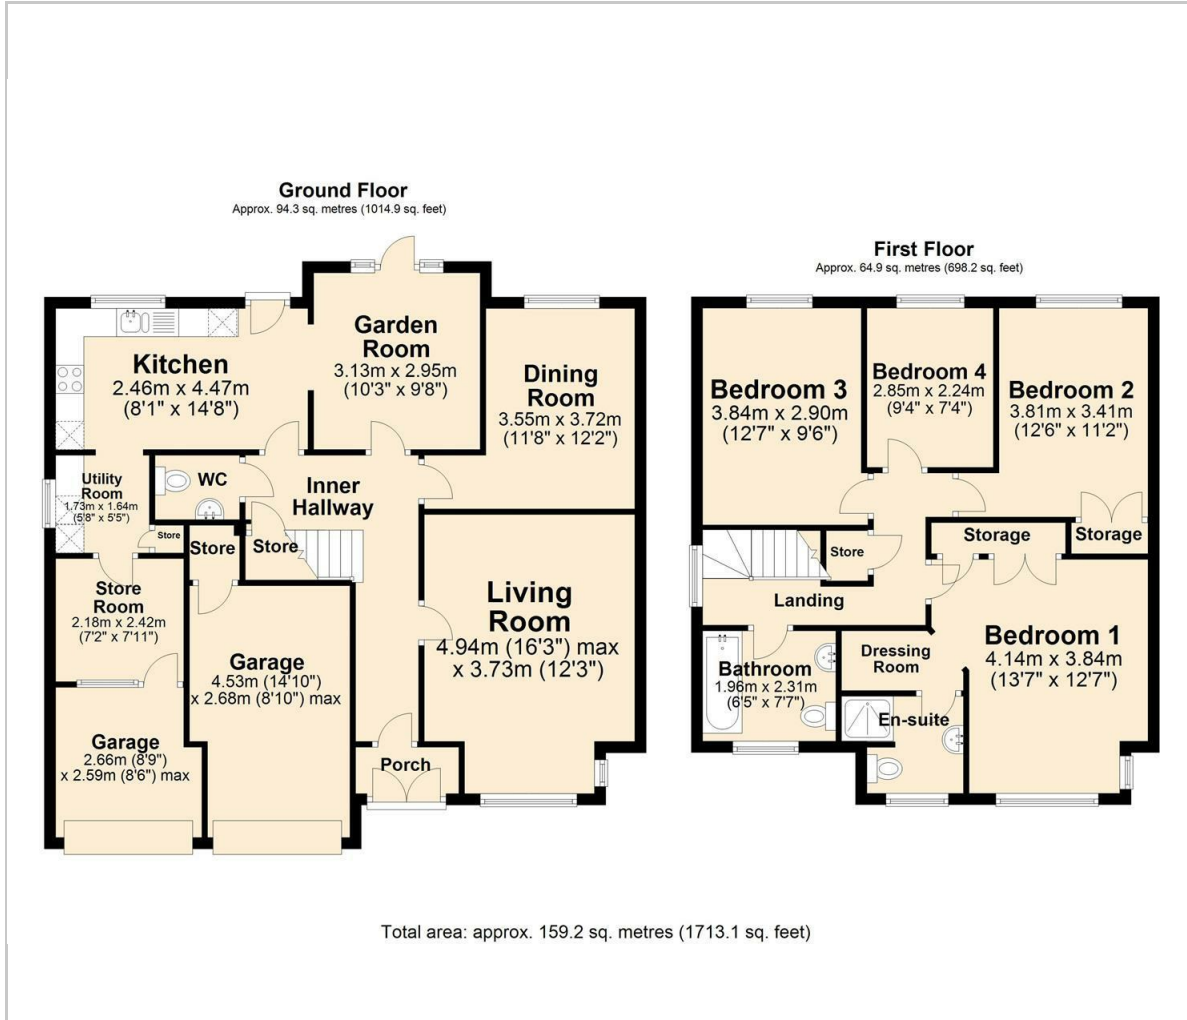 Ground Floor
Approx. 94.3 sq. metres (1014.9 sq. feet)
Garden
Room
3.13m x 2.95m
(10'3" x 9'8")
Kitchen
2.46m x 4.47m
(8'1" x 14'8")
Dining
Room
3.55m x 3.72m
(11'8" x 12'2")
Utility
Room
1.73m x 1.64m
(5'8" x 5'5")
WC
Inner
Hallway
Store
Store
Store
Store
Room
2.18m x 2.42m
(7'2" x 7'11")
Living
Room
4.94m (16'3") max
x 3.73m (12'3")
Garage
4.53m (14'10")
x 2.68m (8'10") max
Garage
2.66m (8'9")
x 2.59m (8'6") max
Porch
First Floor
Approx. 64.9 sq. metres (698.2 sq. feet)
Bedroom 3
3.84m x 2.90m
(12'7" x 9'6")
Bedroom 4
2.85m x 2.24m
(9'4" x 7'4")
Bedroom 2
3.81m x 3.41m
(12'6" x 11'2")
Storage
Storage
Store
Landing
Bedroom 1
4.14m x 3.84m
(13'7" x 12'7")
Dressing
Room
Bathroom
1.96m x 2.31m
(6'5" x 7'7")
En-suite
Total area: approx. 159.2 sq. metres (1713.1 sq. feet)